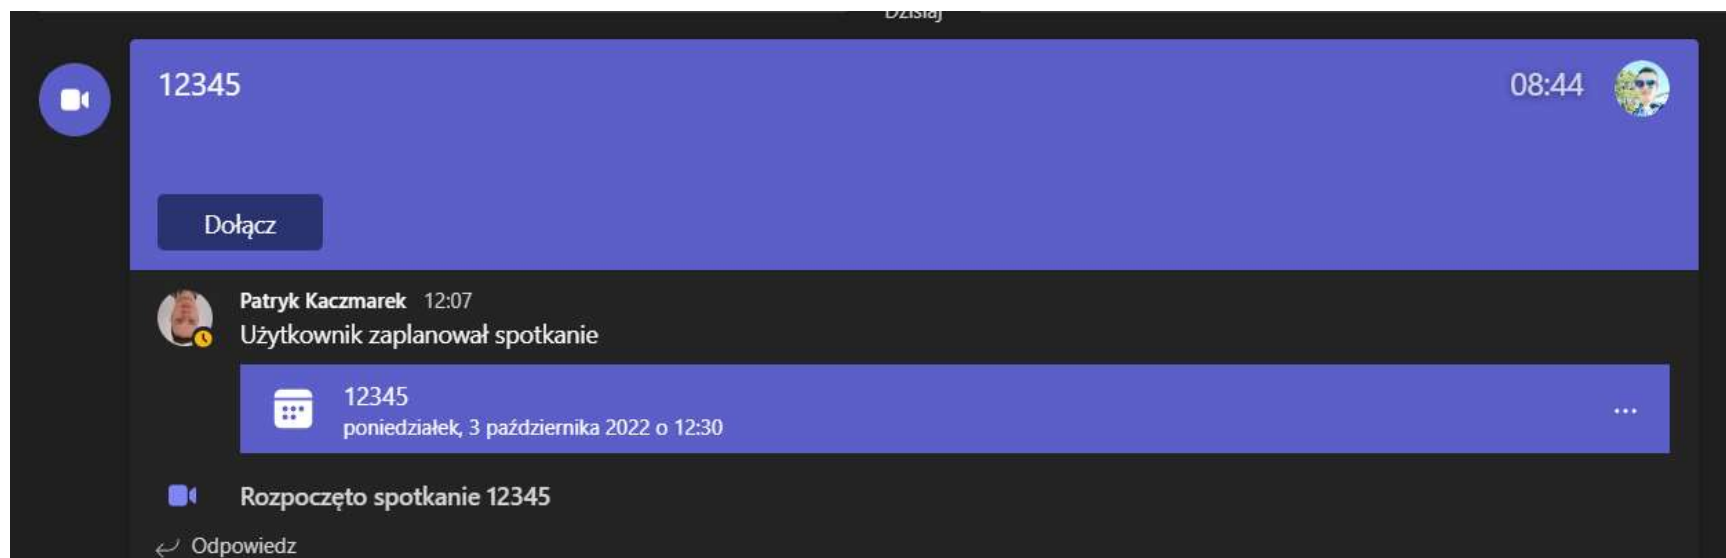 Dzisiaj
12345 08:44
Dołącz
Patryk Kaczmarek 12:07
Użytkownik zaplanował spotkanie
12345
poniedziałek, 3 października 2022 o 12:30
Rozpoczęto spotkanie 12345
Odpowiedz